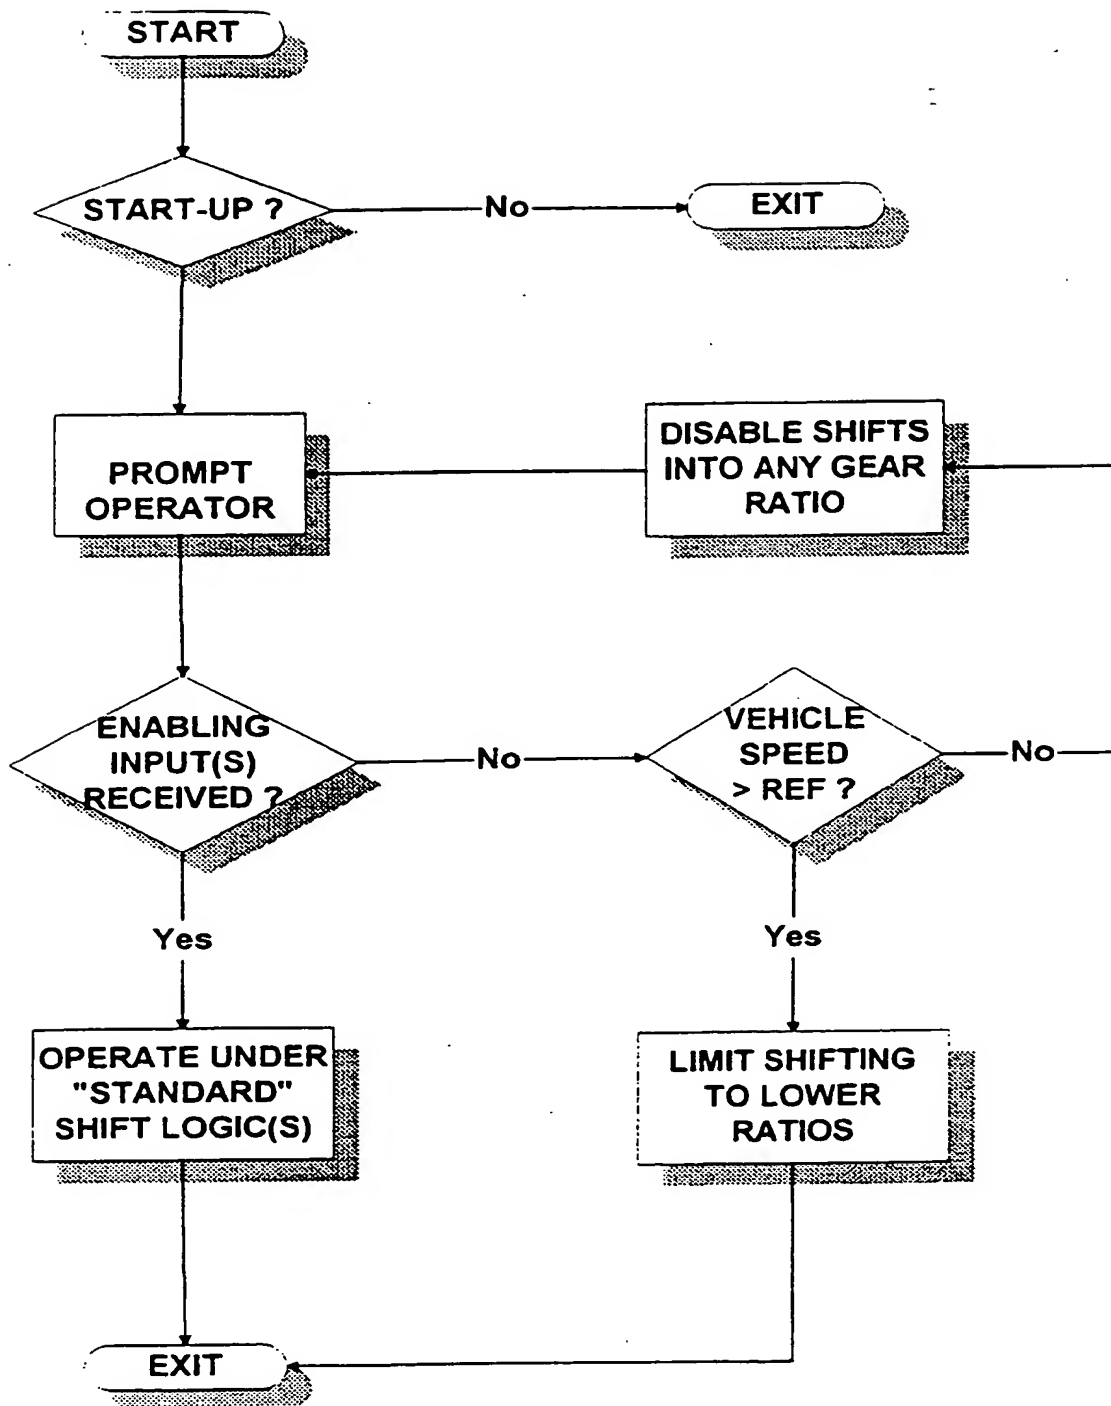 START
START-UP ?
No
EXIT
PROMPT
OPERATOR
DISABLE SHIFTS
INTO ANY GEAR
RATIO
ENABLING
INPUT(S)
RECEIVED ?
No
VEHICLE
SPEED
> REF ?
No
Yes
Yes
OPERATE UNDER
"STANDARD"
SHIFT LOGIC(S)
LIMIT SHIFTING
TO LOWER
RATIOS
EXIT